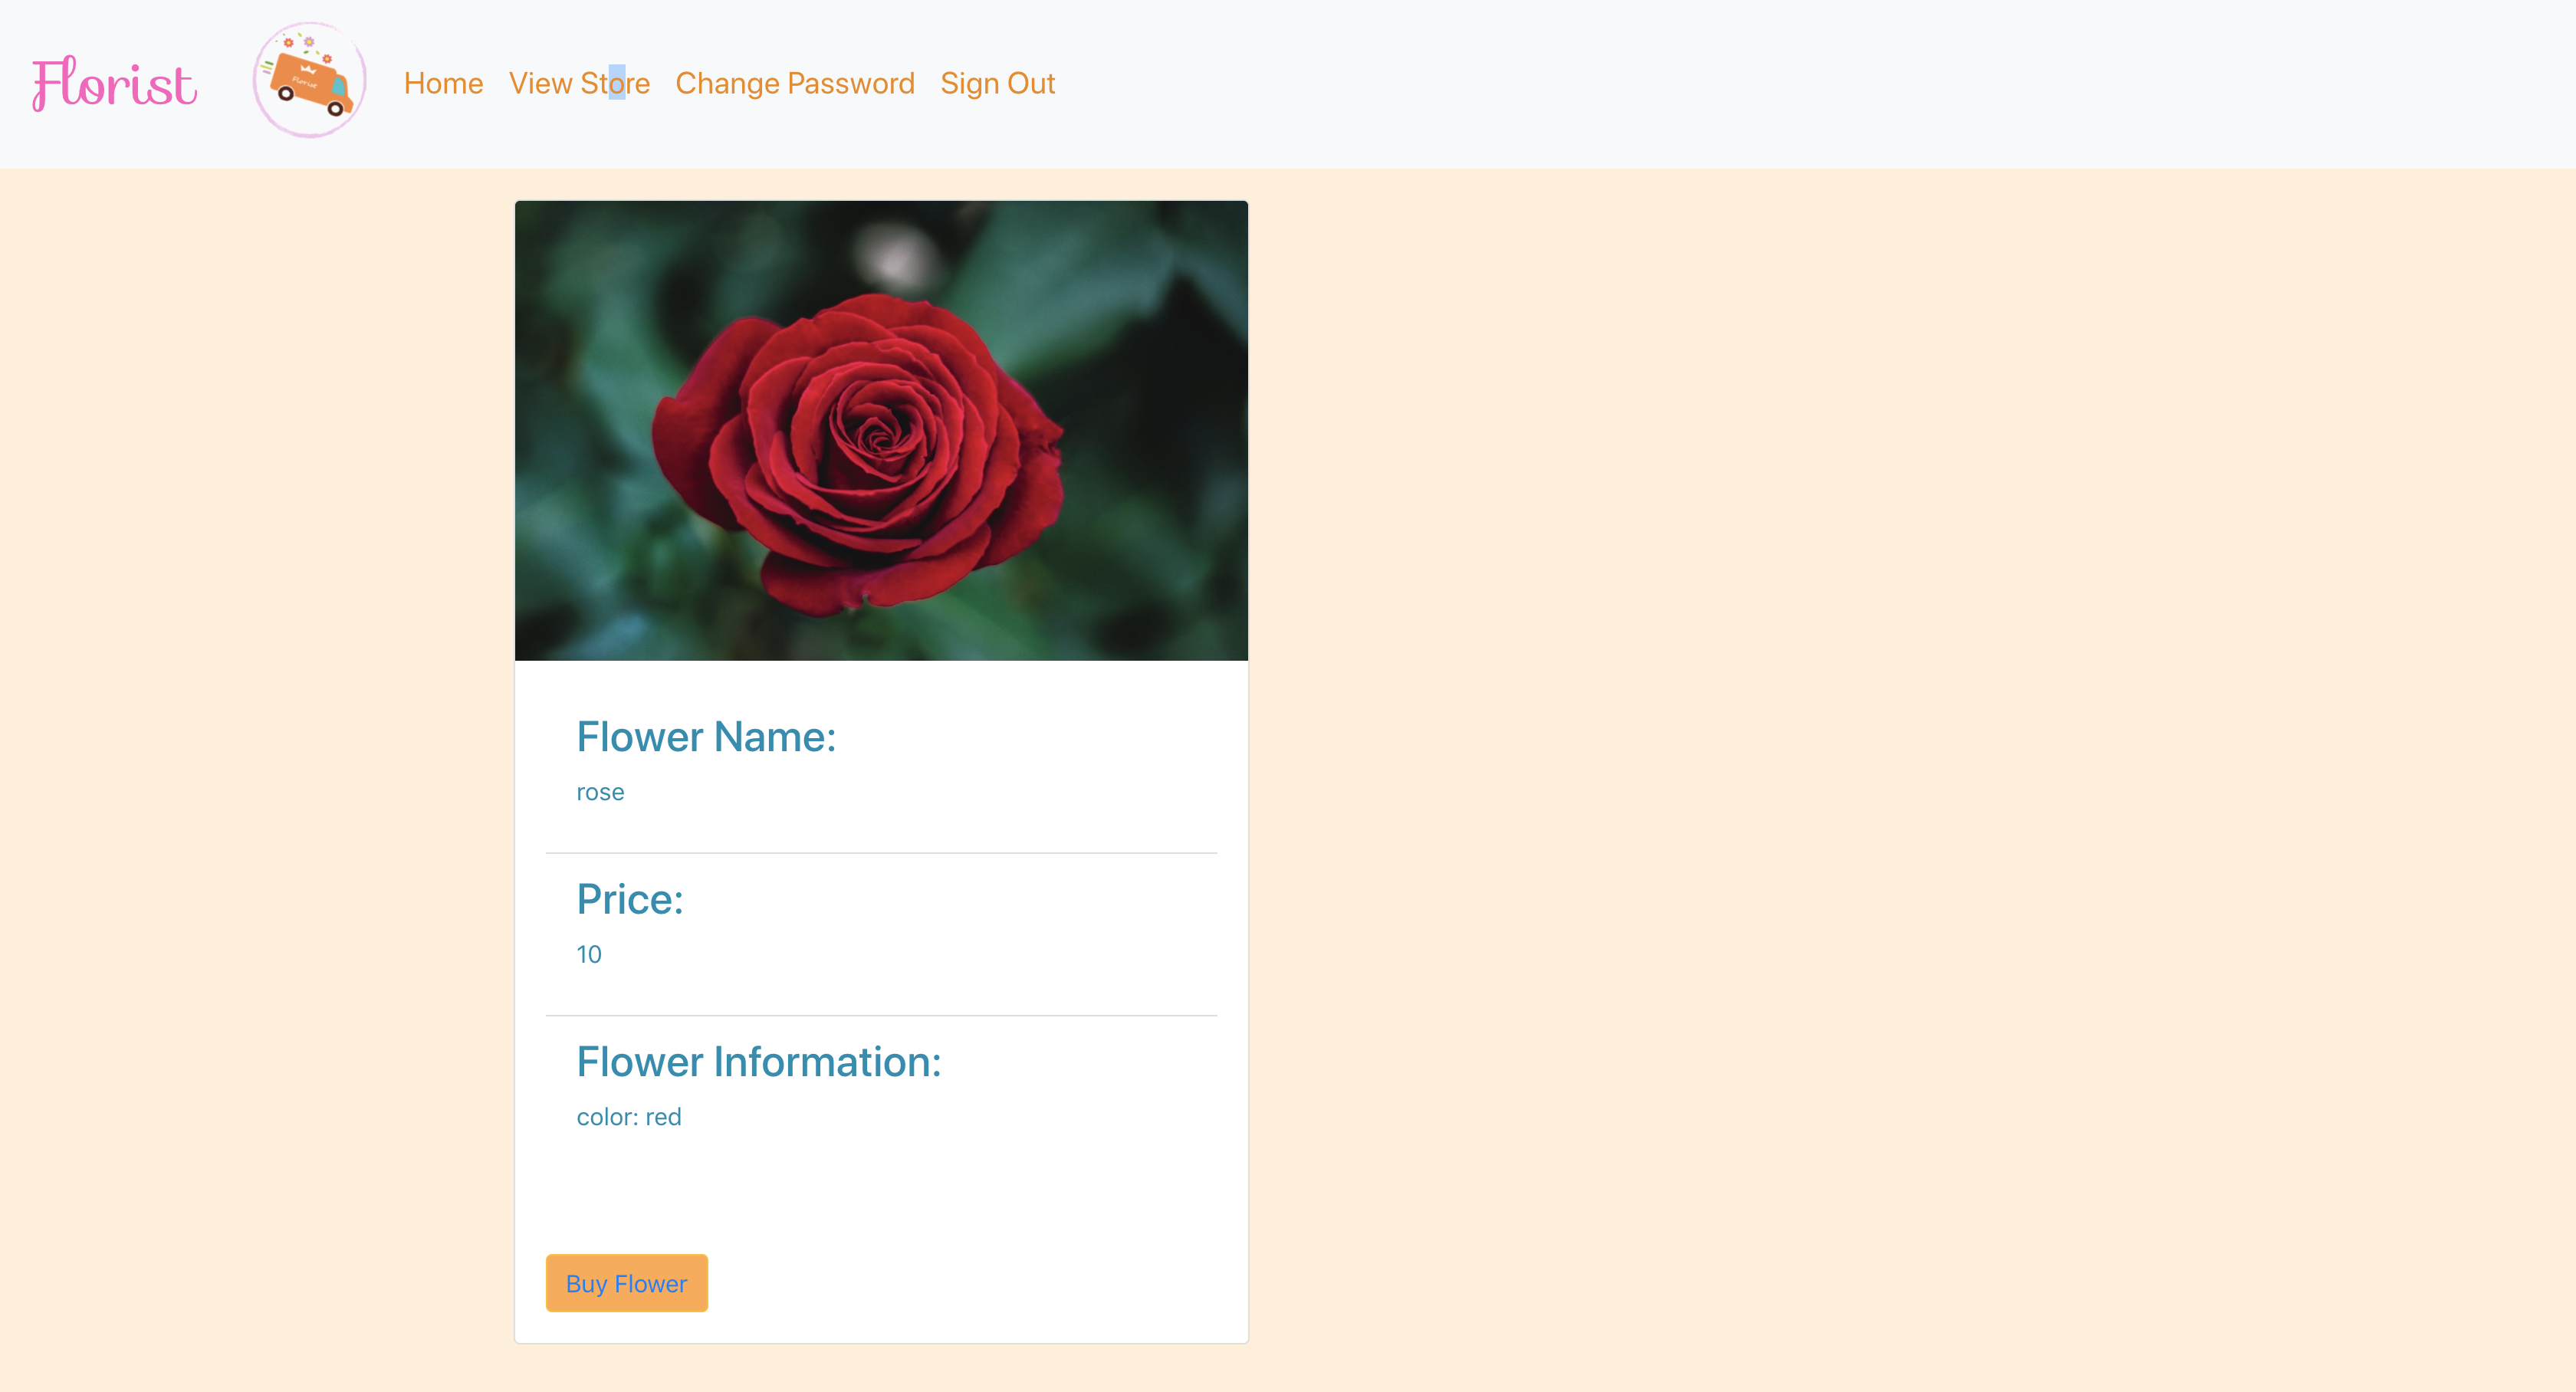 Florist
Florist
Home View Store Change Password Sign Out
Flower Name:
rose
Price:
10
Flower Information:
color: red
Buy Flower